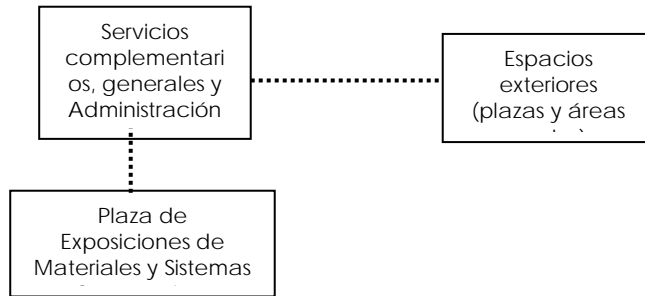 Servicios
complementari
os, generales y
Administración
Espacios
exteriores
(plazas y áreas
Plaza de
Exposiciones de
Materiales y Sistemas